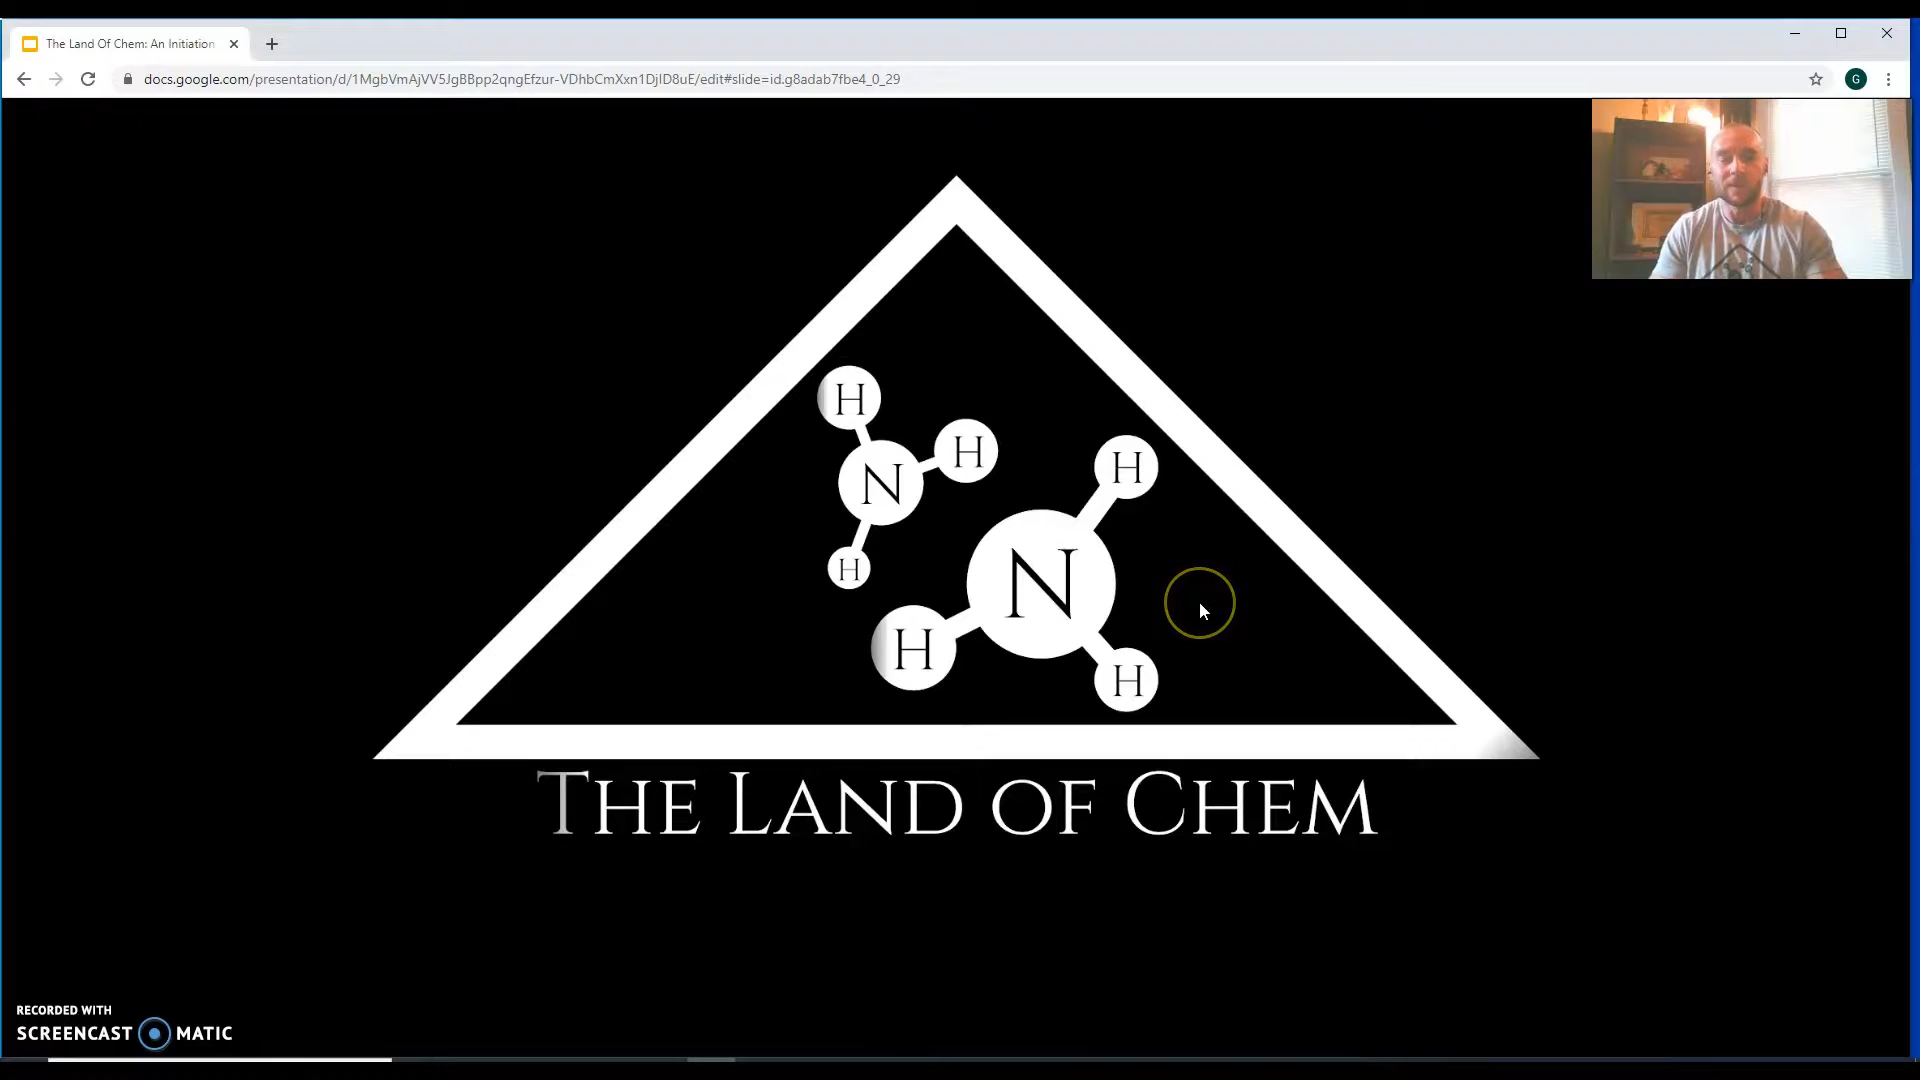 The Land Of Chem: An Initiation
docs.google.com/presentation/d/1MgbVmAjVV5JgBBpp2qngEfzur-VDhbCmXxn1DjlD8uE/edit#slide=id.g8adab7fbe4_0_29
G
H
H
N
H
H
N
H
H
THE LAND OF CHEM
RECORDED WITH
SCREENCAST MATIC